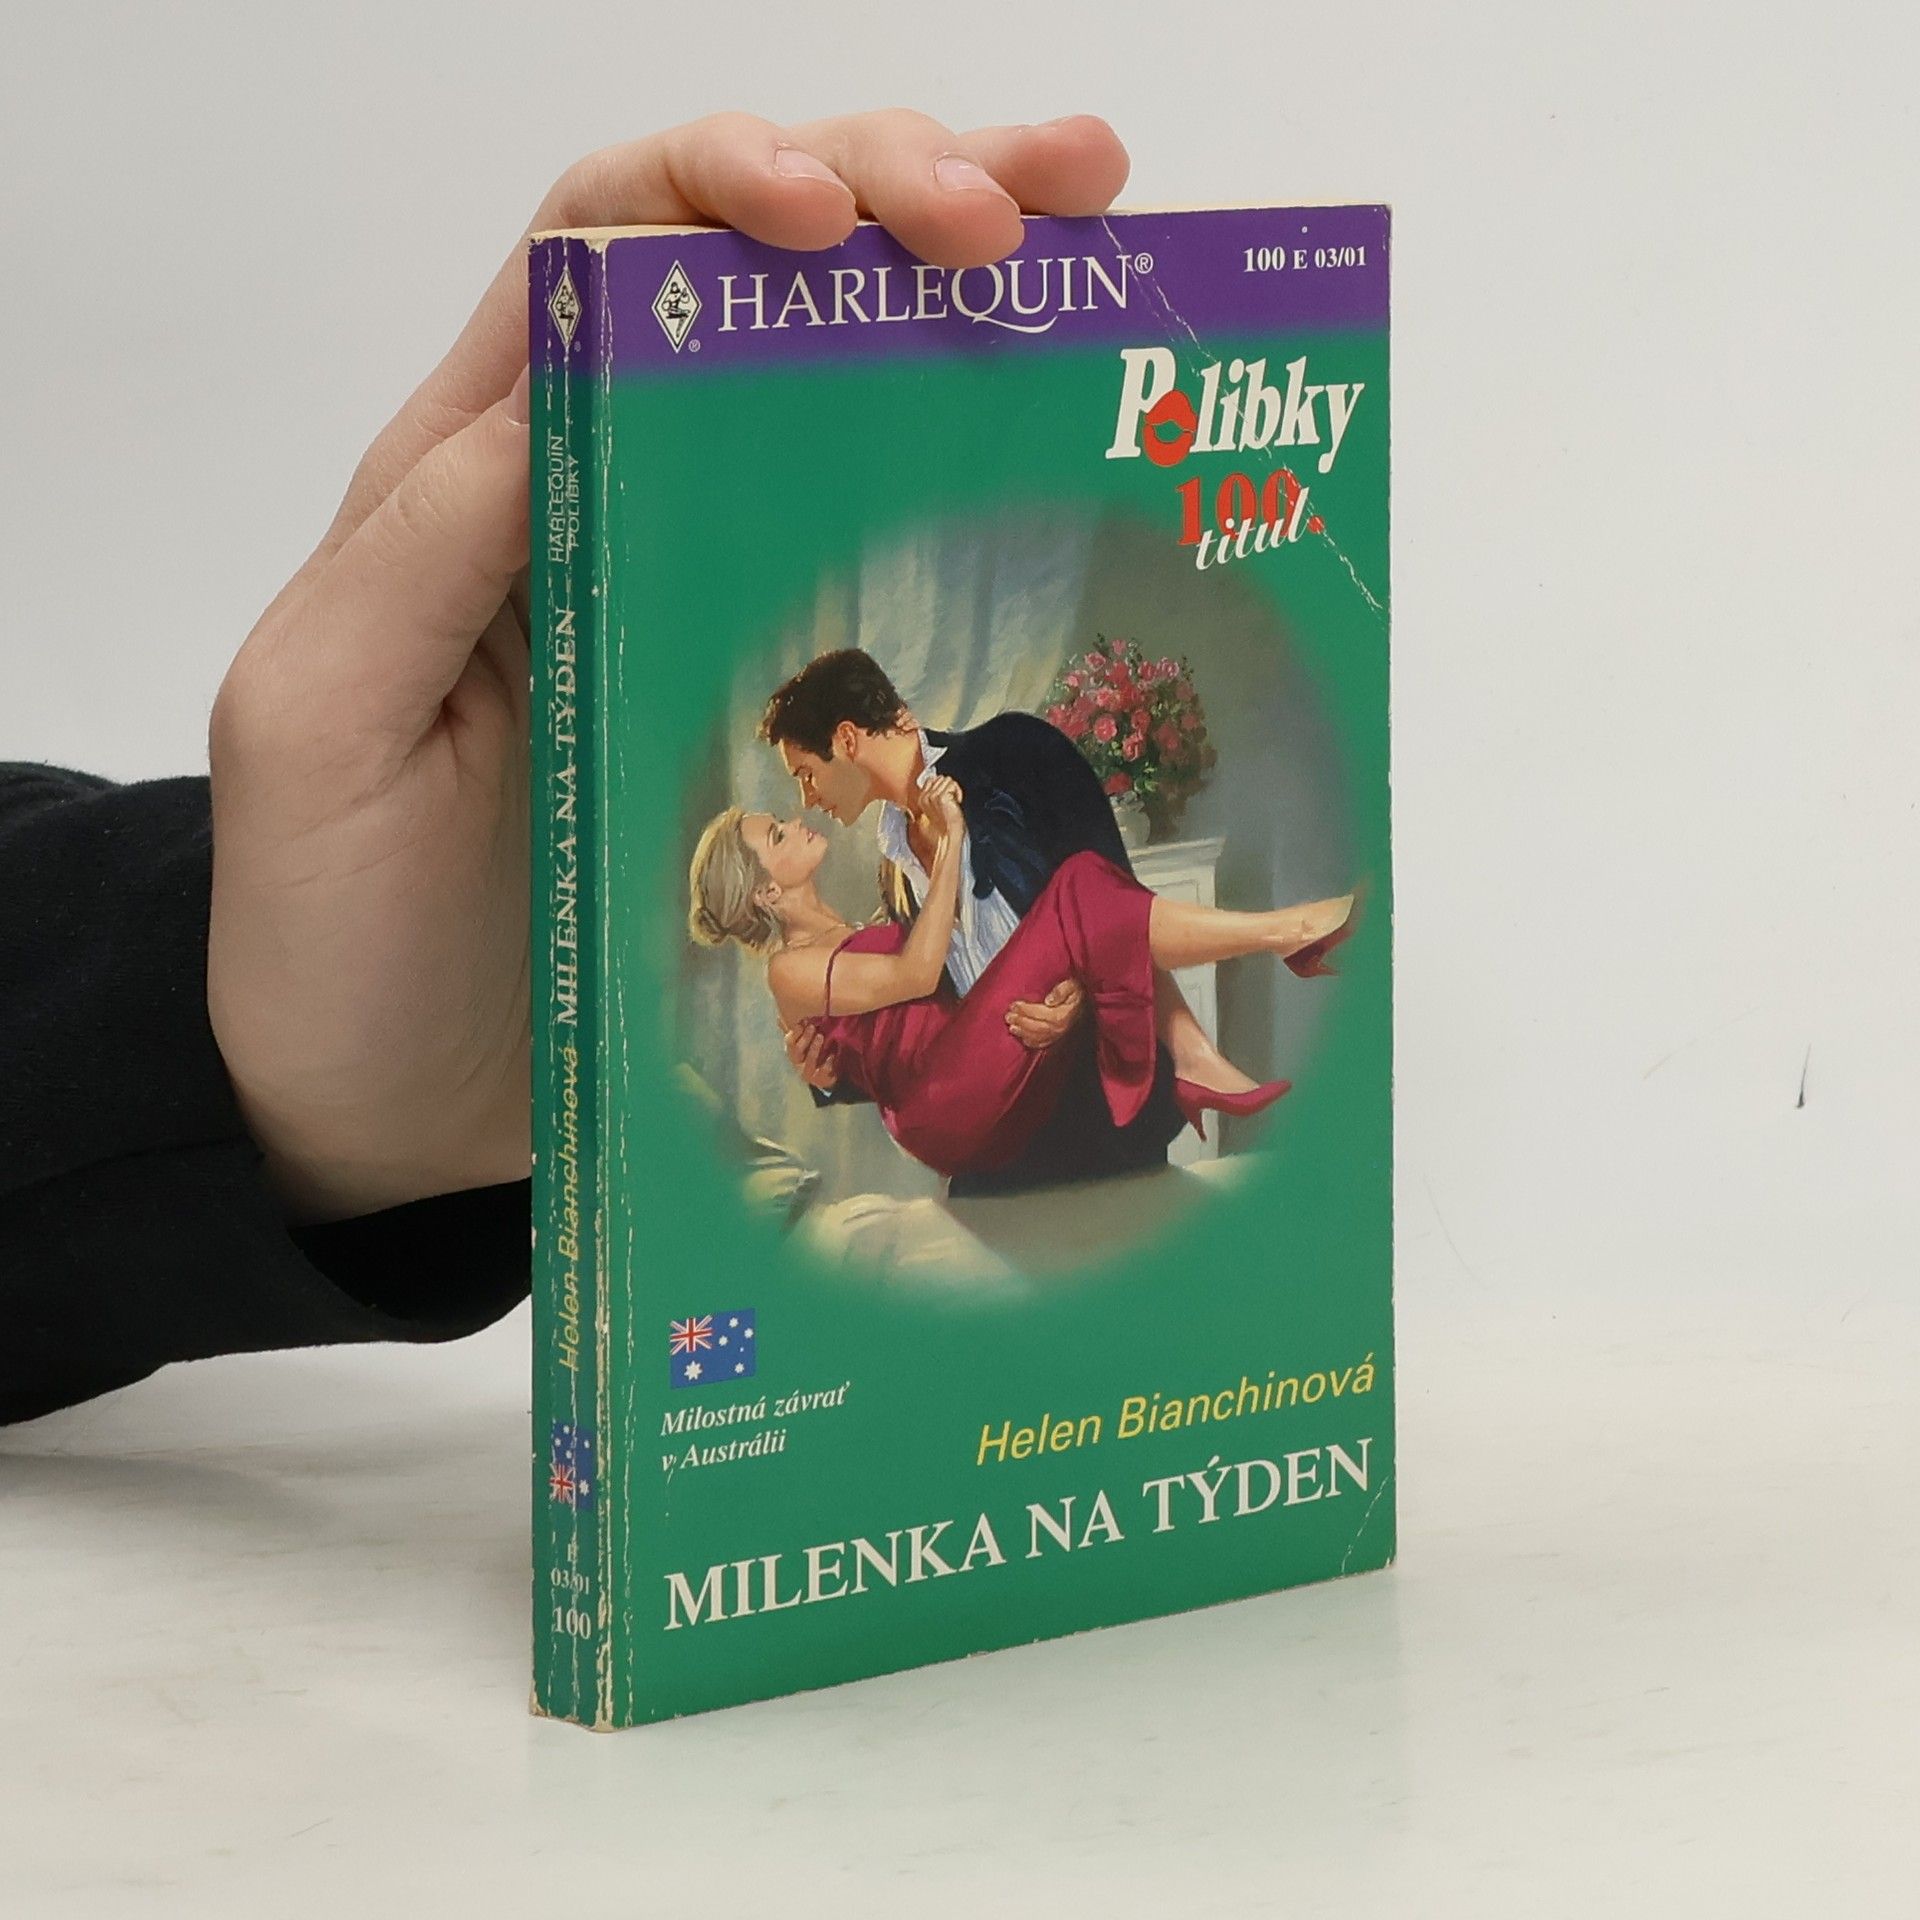 HARLEQUIN®
100 E 03/01
Polibky
100.
titul
Milostná závrať
v Austrálii
Helen Bianchinová
MILENKA NA TÝDEN
HARLEQUIN
POLIBKY
MILENKA NA TÝDEN
Helen Bianchinová
E
03/01
100